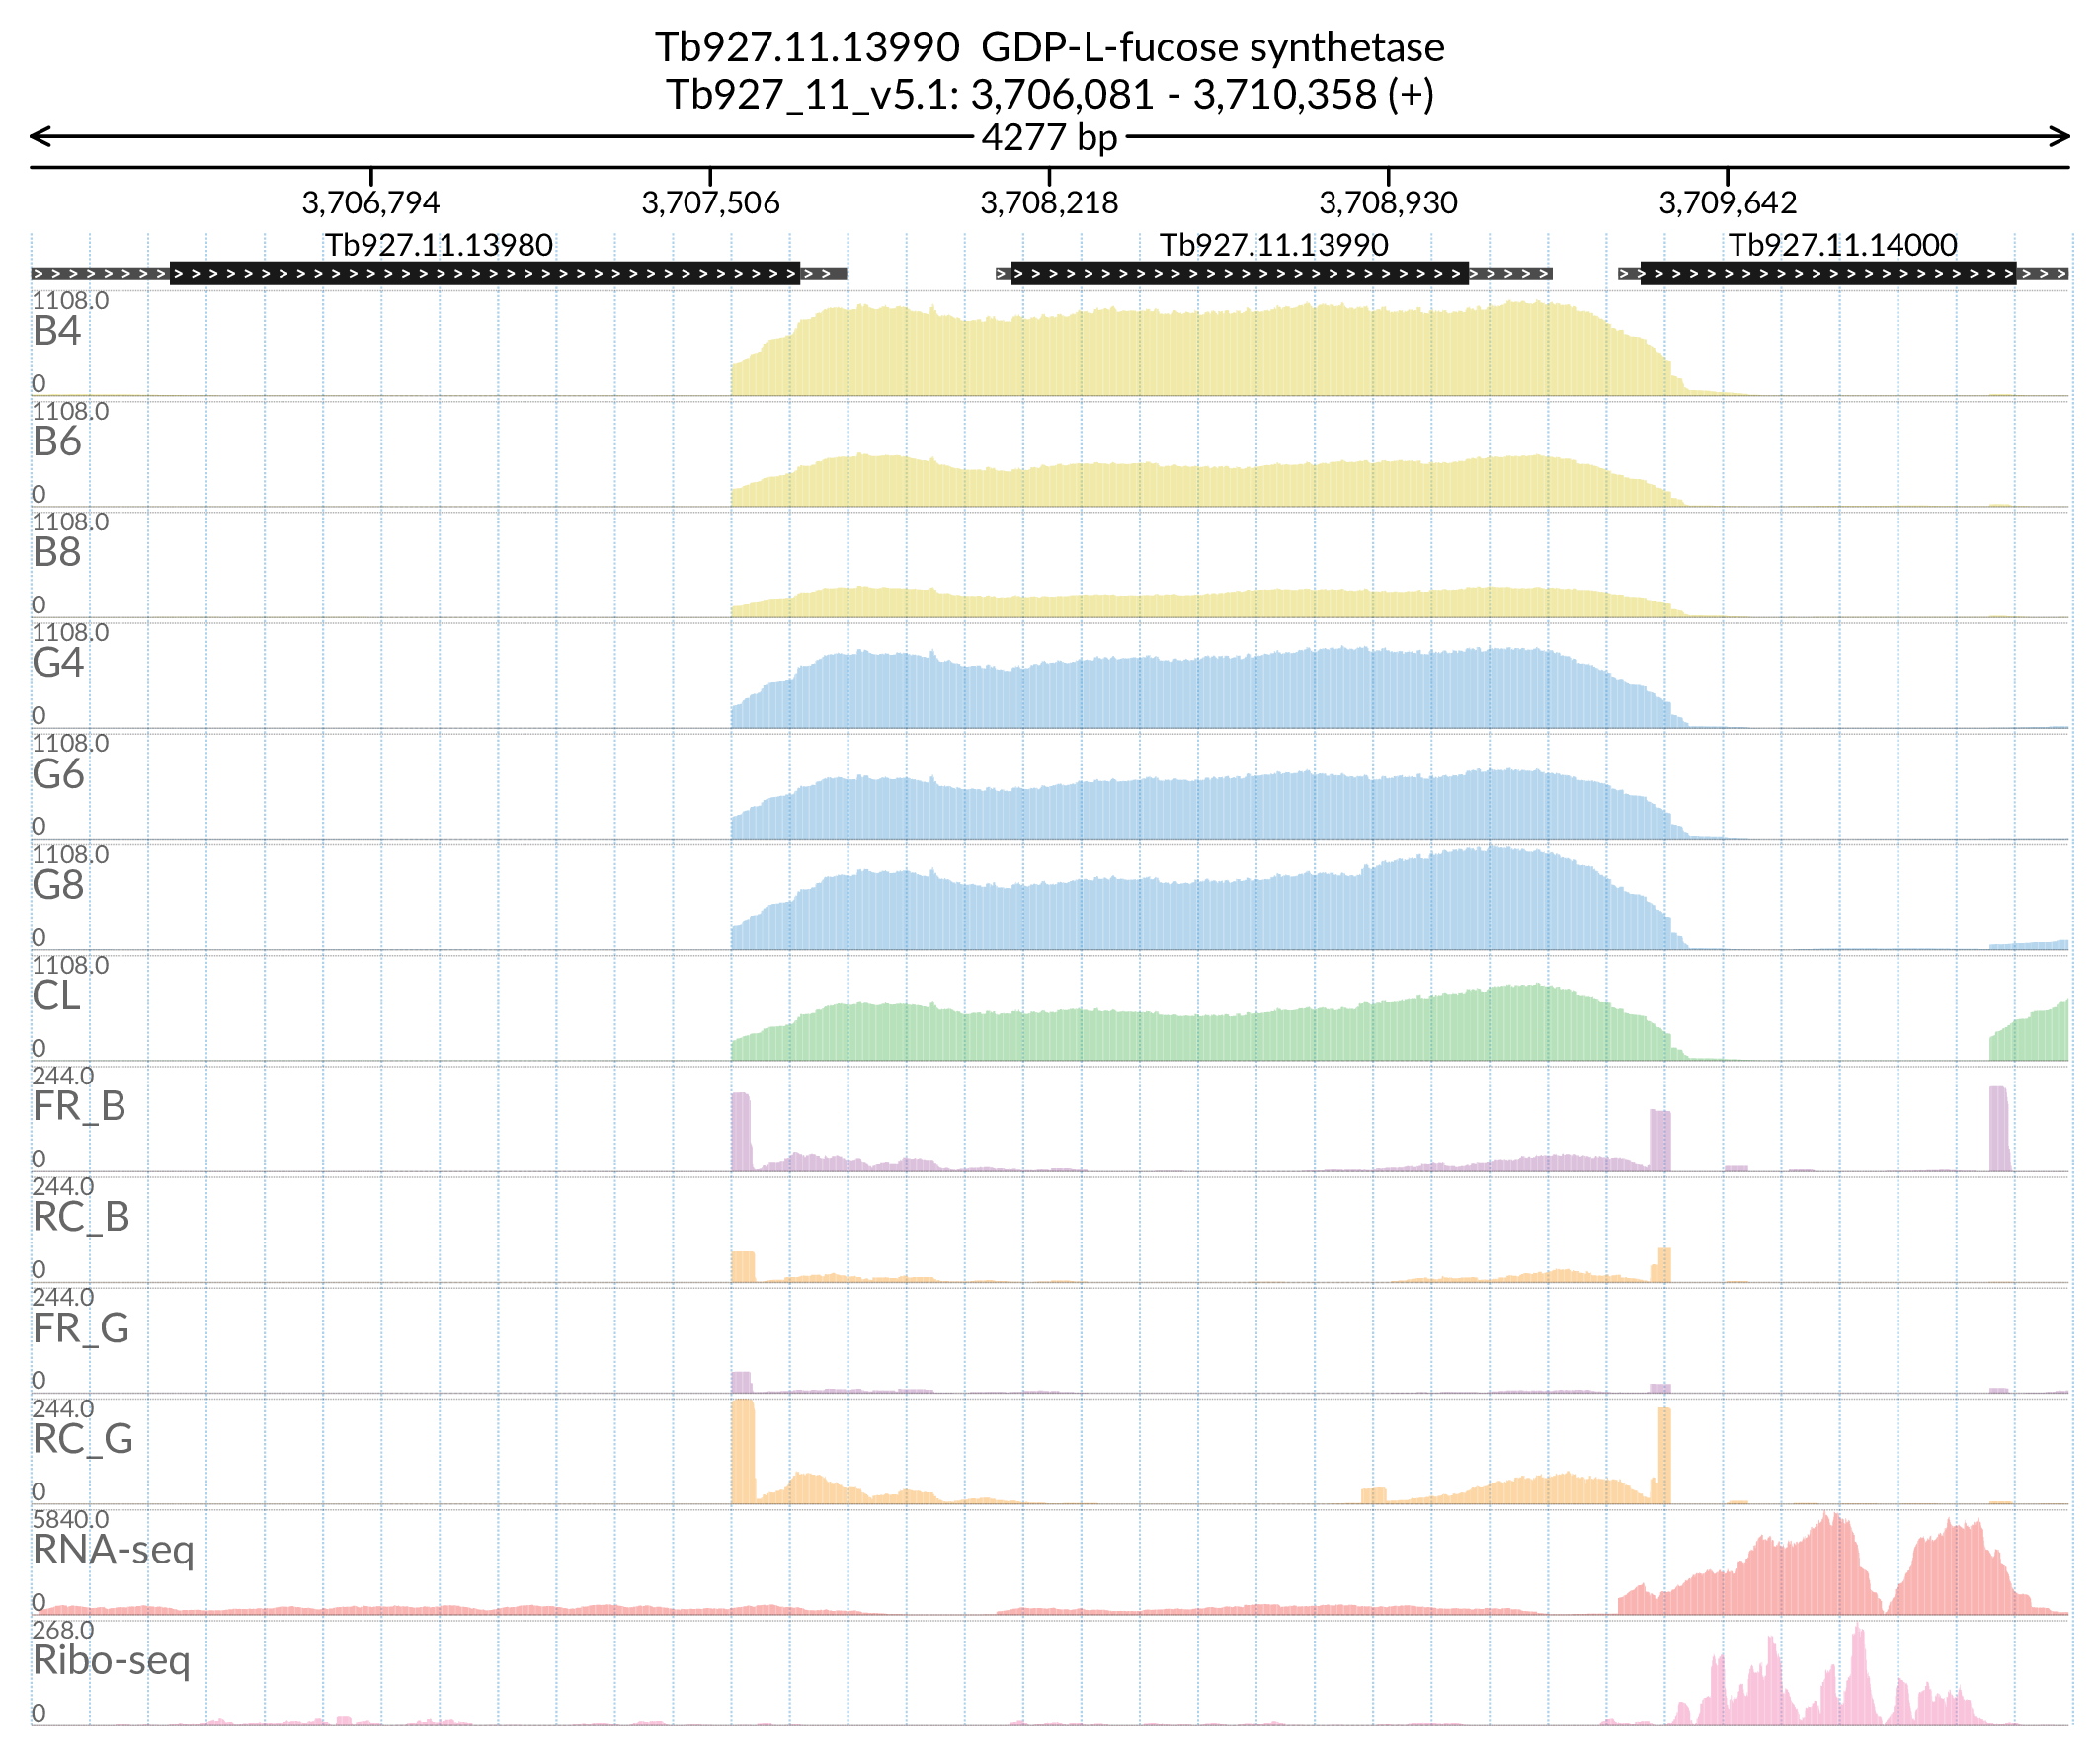 Tb927.11.13990 GDP-L-fucose synthetase
Tb927_11_v5.1: 3,706,081 - 3,710,358 (+)
4277 bp
3,706,794 3,707,506 3,708,218 3,708,930 3,709,642
Tb927.11.13980 Tb927.11.13990 Tb927.11.14000
1108.0
B4
0
1108.0
B6
0
1108.0
B8
0
1108.0
G4
0
1108.0
G6
0
1108.0
G8
0
1108.0
CL
0
244.0
FR_B
0
244.0
RC_B
0
244.0
FR_G
0
244.0
RC_G
0
5840.0
RNA-seq
0
268.0
Ribo-seq
0